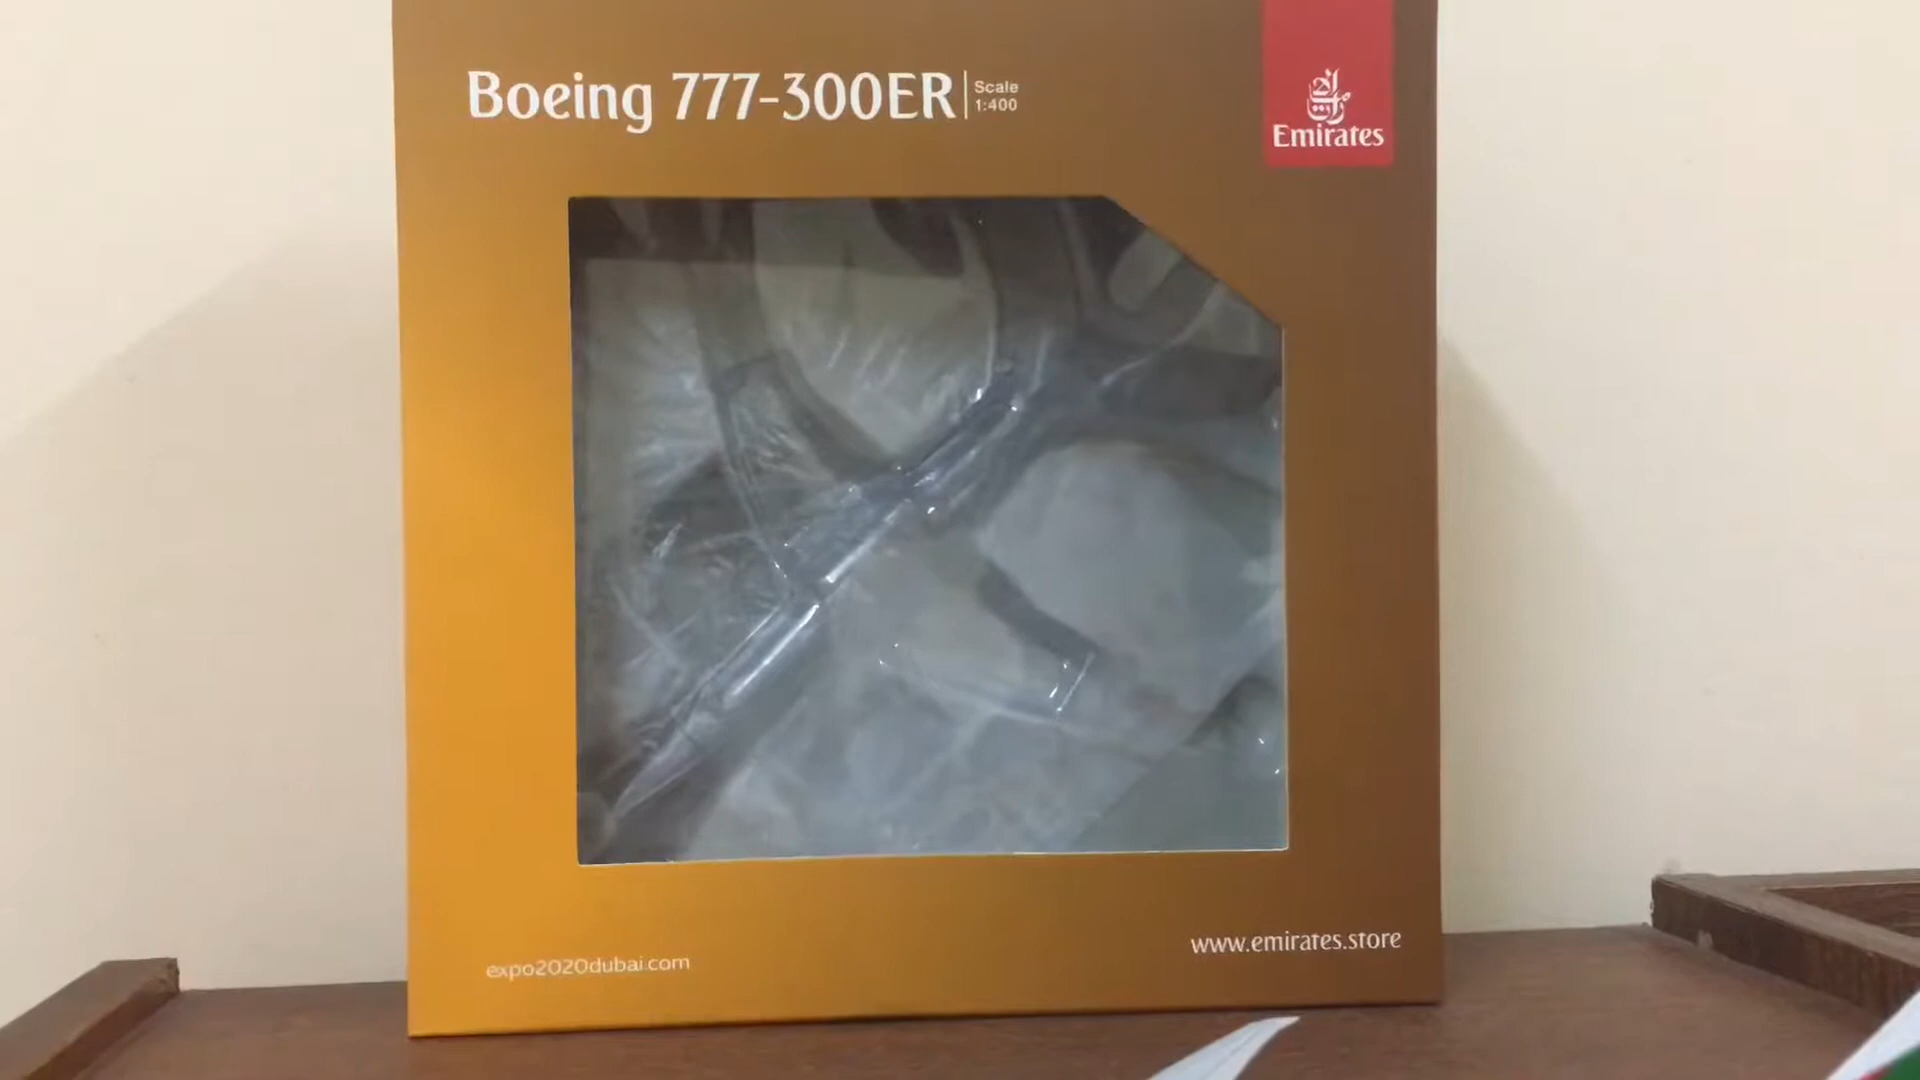 Boeing 777-300ER
Scale
1:400
Emirates
www.emirates.store
expo2020dubai.com